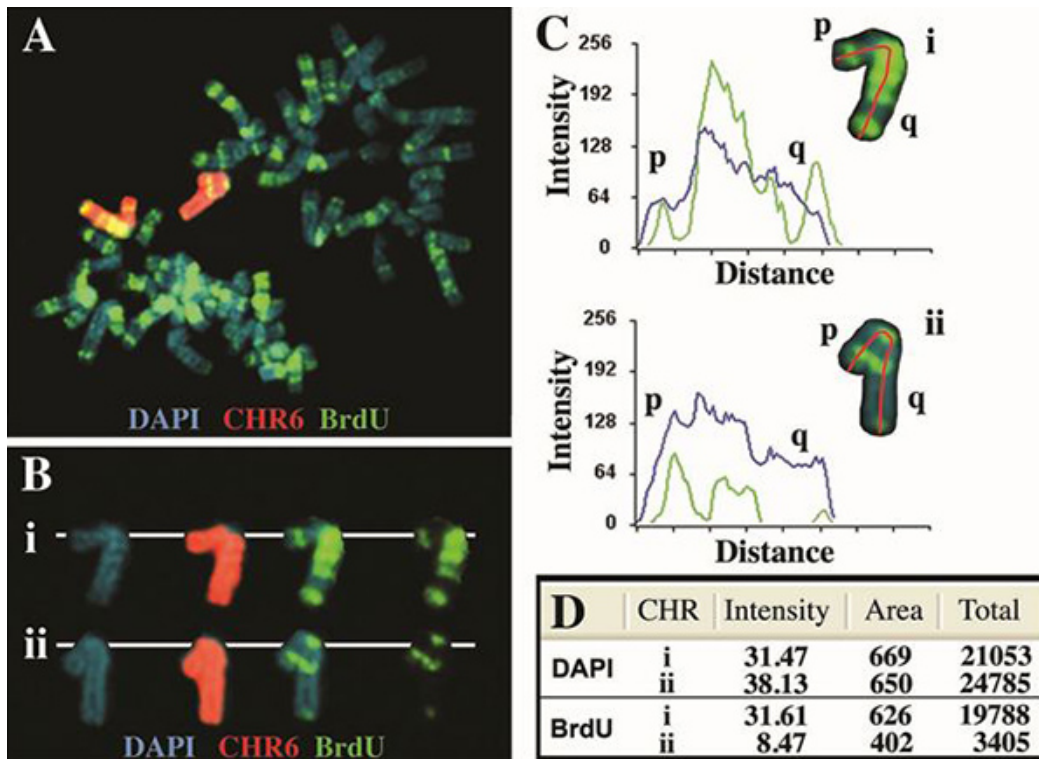 A
DAPI CHR6 BrdU
B
i
ii
DAPI CHR6 BrdU
C
256
192
128
64
0
Intensity
Distance
p
q
p
i
q
256
192
128
64
0
Intensity
Distance
p
q
p
ii
q
D CHR Intensity Area Total
DAPI i 31.47 669 21053
ii 38.13 650 24785
BrdU i 31.61 626 19788
ii 8.47 402 3405